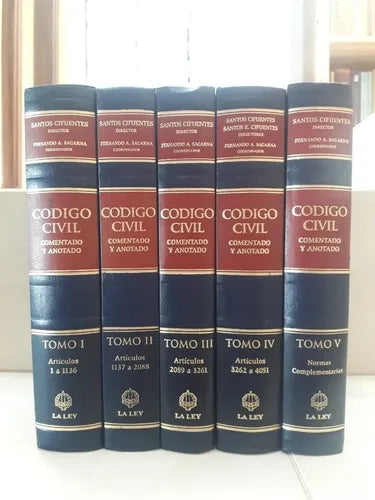 SANTOS CIFUENTES
DIRECTOR
FERNANDO A. SAGARNA
COORDINADOR
CODIGO
CIVIL
COMENTADO
Y ANOTADO
TOMO I
Artículos
1 a 1136
LA LEY
SANTOS CIFUENTES
DIRECTOR
FERNANDO A. SAGARNA
COORDINADOR
CODIGO
CIVIL
COMENTADO
Y ANOTADO
TOMO II
Artículos
1137 a 2088
LA LEY
SANTOS CIFUENTES
DIRECTOR
FERNANDO A. SAGARNA
COORDINADOR
CODIGO
CIVIL
COMENTADO
Y ANOTADO
TOMO III
Artículos
2089 a 3261
LA LEY
SANTOS CIFUENTES
SANTOS E. CIFUENTES
DIRECTORES
FERNANDO A. SAGARNA
COORDINADOR
CODIGO
CIVIL
COMENTADO
Y ANOTADO
TOMO IV
Artículos
3262 a 4051
LA LEY
SANTOS CIFUENTES
DIRECTOR
FERNANDO A. SAGARNA
COORDINADOR
CODIGO
CIVIL
COMENTADO
Y ANOTADO
TOMO V
Normas
Complementarias
LA LEY